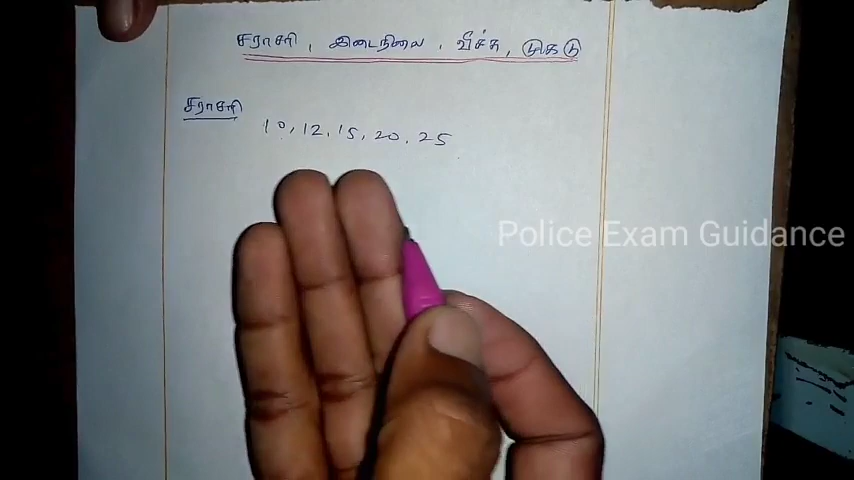 சராசரி, இடைநிலை, வீச்சு, முகடு
சராசரி
10, 12, 15, 20, 25
Police Exam Guidance